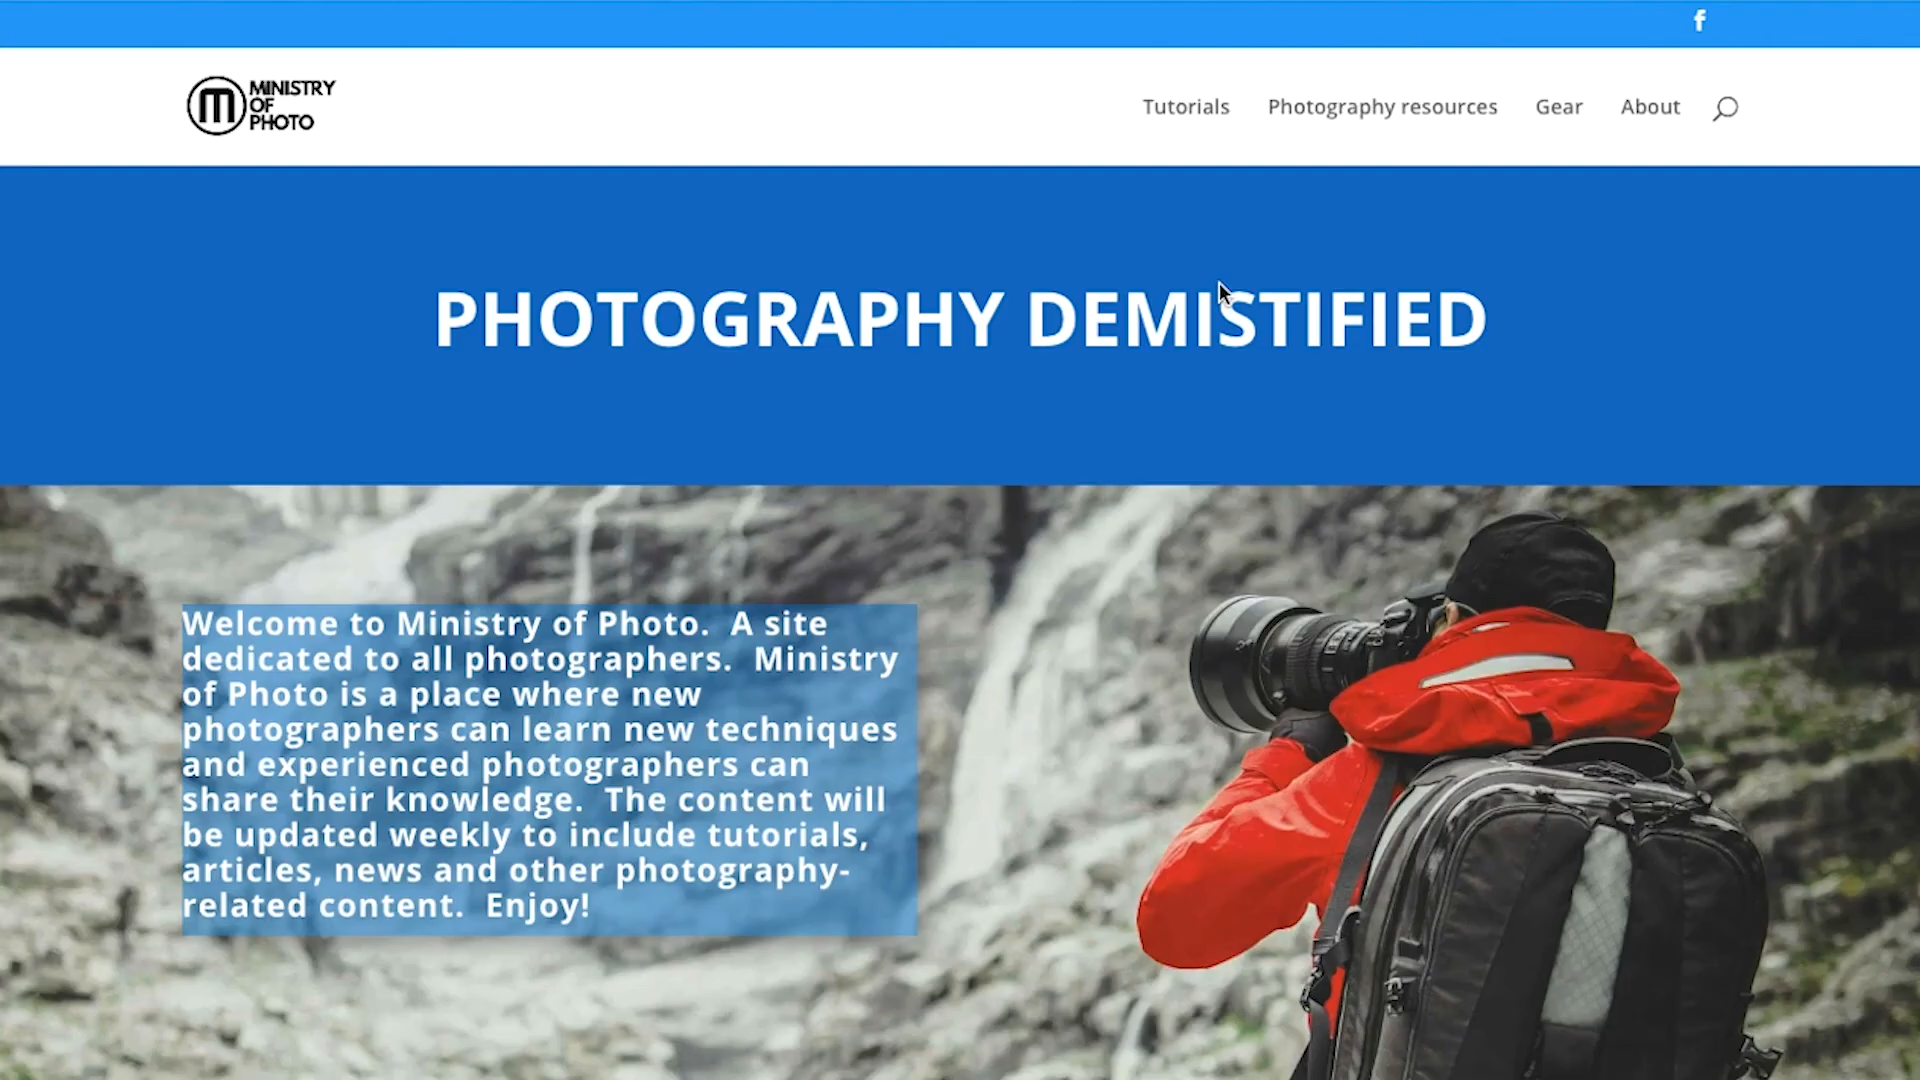 f
MINISTRY
OF
PHOTO
Tutorials Photography resources Gear About
PHOTOGRAPHY DEMISTIFIED
Welcome to Ministry of Photo. A site
dedicated to all photographers. Ministry
of Photo is a place where new
photographers can learn new techniques
and experienced photographers can
share their knowledge. The content will
be updated weekly to include tutorials,
articles, news and other photography-
related content. Enjoy!